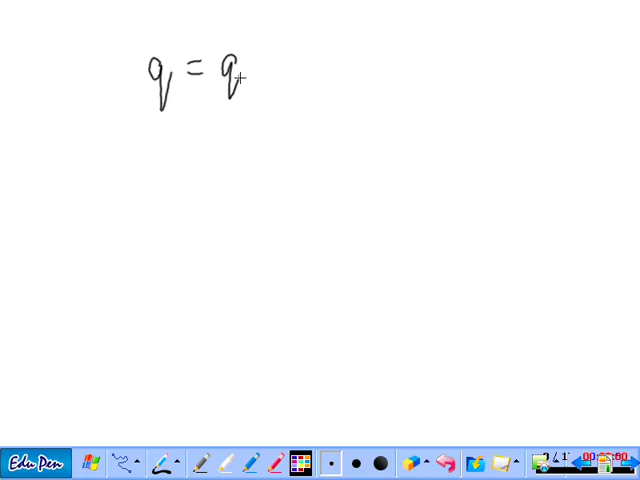 q = q
Edu Pen